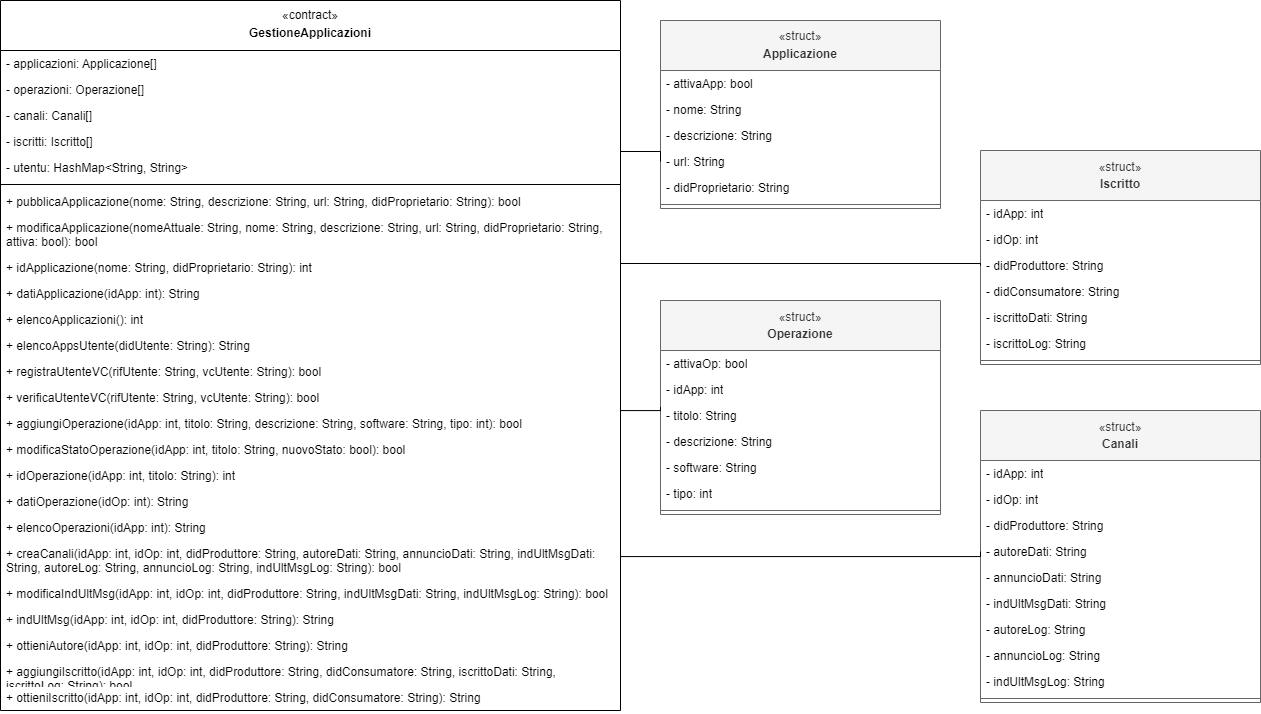 «contract»
GestioneApplicazioni
- applicazioni: Applicazione[]
- operazioni: Operazione[]
- canali: Canali[]
- iscritti: Iscritto[]
- utentu: HashMap<String, String>
+ pubblicaApplicazione(nome: String, descrizione: String, url: String, didProprietario: String): bool
+ modificaApplicazione(nomeAttuale: String, nome: String, descrizione: String, url: String, didProprietario: String,
attiva: bool): bool
+ idApplicazione(nome: String, didProprietario: String): int
+ datiApplicazione(idApp: int): String
+ elencoApplicazioni(): int
+ elencoAppsUtente(didUtente: String): String
+ registraUtenteVC(rifUtente: String, vcUtente: String): bool
+ verificaUtenteVC(rifUtente: String, vcUtente: String): bool
+ aggiungiOperazione(idApp: int, titolo: String, descrizione: String, software: String, tipo: int): bool
+ modificaStatoOperazione(idApp: int, titolo: String, nuovoStato: bool): bool
+ idOperazione(idApp: int, titolo: String): int
+ datiOperazione(idOp: int): String
+ elencoOperazioni(idApp: int): String
+ creaCanali(idApp: int, idOp: int, didProduttore: String, autoreDati: String, annuncioDati: String, indUltMsgDati:
String, autoreLog: String, annuncioLog: String, indUltMsgLog: String): bool
+ modificaIndUltMsg(idApp: int, idOp: int, didProduttore: String, indUltMsgDati: String, indUltMsgLog: String): bool
+ indUltMsg(idApp: int, idOp: int, didProduttore: String): String
+ ottieniAutore(idApp: int, idOp: int, didProduttore: String): String
+ aggiungiIscritto(idApp: int, idOp: int, didProduttore: String, didConsumatore: String, iscrittoDati: String,
iscrittoLog: String): bool
+ ottieniIscritto(idApp: int, idOp: int, didProduttore: String, didConsumatore: String): String
«struct»
Applicazione
- attivaApp: bool
- nome: String
- descrizione: String
- url: String
- didProprietario: String
«struct»
Operazione
- attivaOp: bool
- idApp: int
- titolo: String
- descrizione: String
- software: String
- tipo: int
«struct»
Iscritto
- idApp: int
- idOp: int
- didProduttore: String
- didConsumatore: String
- iscrittoDati: String
- iscrittoLog: String
«struct»
Canali
- idApp: int
- idOp: int
- didProduttore: String
- autoreDati: String
- annuncioDati: String
- indUltMsgDati: String
- autoreLog: String
- annuncioLog: String
- indUltMsgLog: String